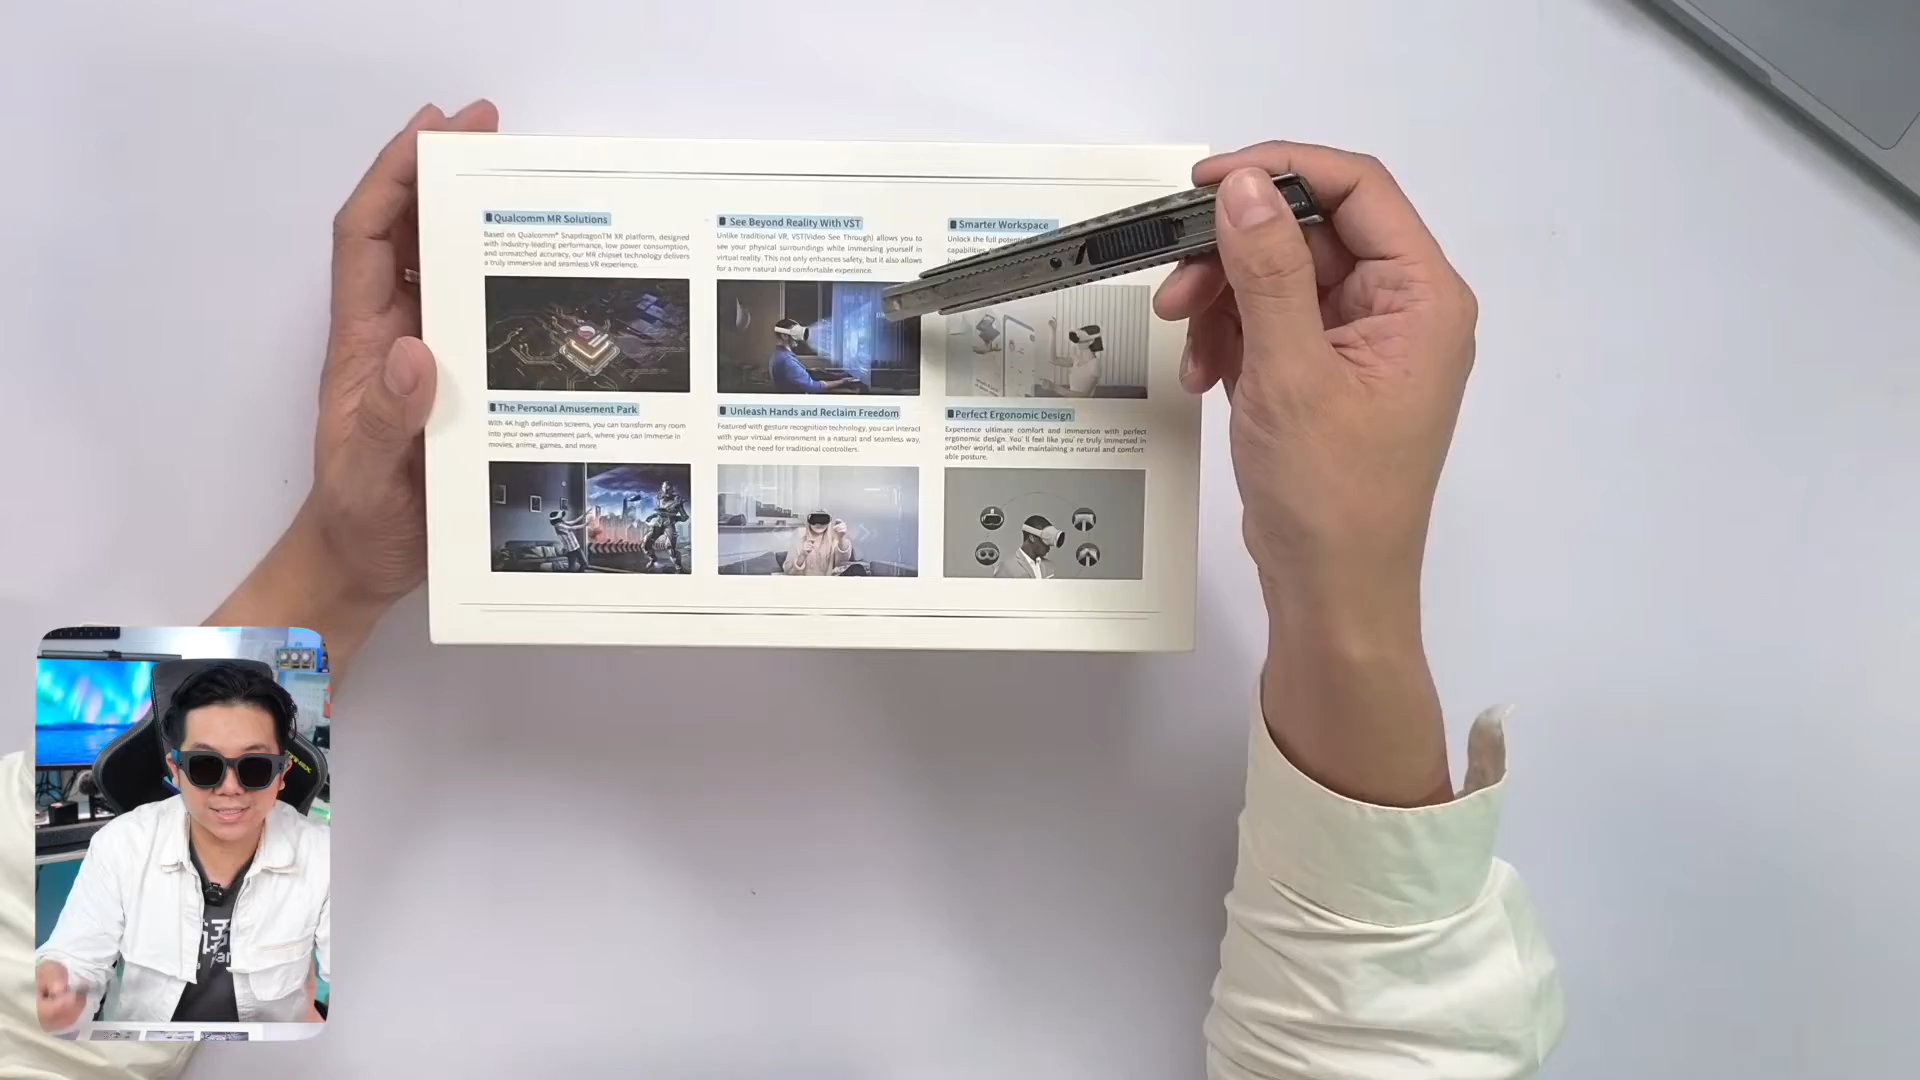 Qualcomm MR Solutions
Based on Qualcomm® SnapdragonTM XR platform, designed
with industry-leading performance, low power consumption,
and unmatched accuracy, our MR chipset technology delivers
a truly immersive and seamless VR experience.
See Beyond Reality With VST
Unlike traditional VR, VST(Video See Through) allows you to
see your physical surroundings while immersing yourself in
virtual reality. This not only enhances safety, but it also allows
for a more natural and comfortable experience.
Smarter Workspace
Unlock the full
The Personal Amusement Park
With 4K high definition screens, you can transform any room
into your own amusement park, where you can immerse in
movies, anime, games, and more.
Unleash Hands and Reclaim Freedom
Featured with gesture recognition technology, you can interact
with your virtual environment in a natural and seamless way,
without the need for traditional controllers.
Perfect Ergonomic Design
Experience ultimate comfort and immersion with perfect
ergonomic design. You' ll feel like you' re truly immersed in
another world, all while maintaining a natural and comfort
able posture.